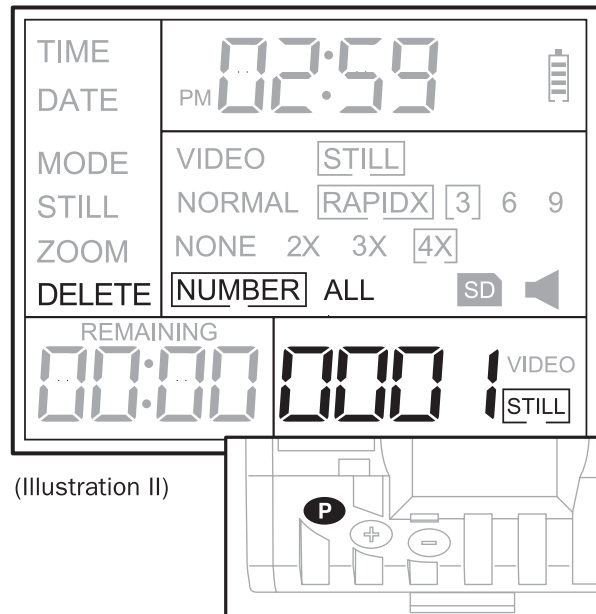 TIME
DATE
PM 02:59
MODE VIDEO STILL
STILL NORMAL RAPIDX 3 6 9
ZOOM NONE 2X 3X 4X
DELETE NUMBER ALL SD
REMAINING
00:00 0001 VIDEO
STILL
(Illustration II)
P
+ −